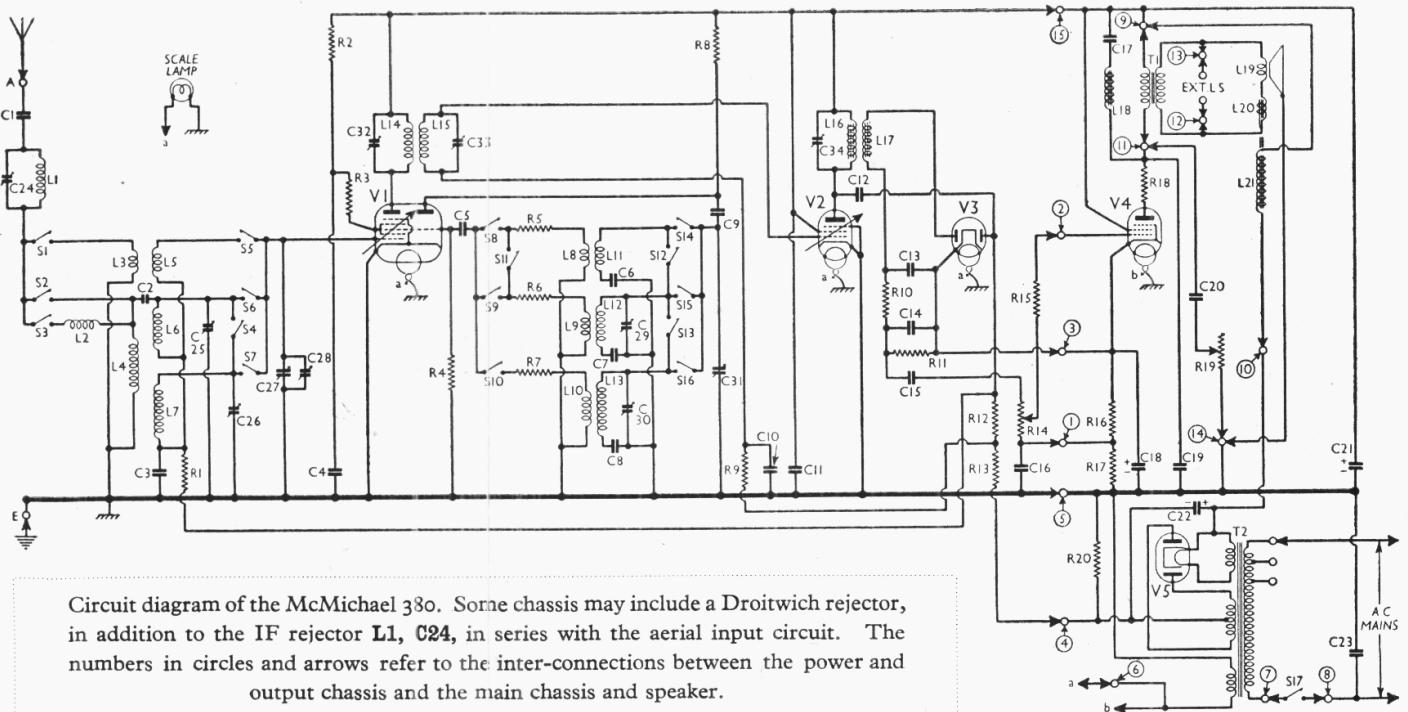 R2
R8
15
9
C17
T1
13
L19
EXT.LS
L18
L20
12
11
L21
SCALE
LAMP
a
A
C1
C24
L1
L14
L15
C32
C33
R3
V1
L16
L17
C34
C12
V2
V3
R18
V4
2
S1
L3
L5
S5
C5
S8
R5
S14
C9
S11
L8
L11
S12
C6
a
a
a
b
C13
R10
C14
R15
C20
S2
C2
S6
S3
L2
L6
C
25
S4
S9
R6
L12
S15
L9
C
29
S13
3
R11
R19
10
L4
S7
C27
C28
R4
S10
R7
C7
S16
L10
L13
C31
C
30
C15
L7
C26
R12
R14
R16
1
14
C3
R1
C4
C8
R9
C10
C11
R13
C16
R17
C18
+
–
C19
C21
+
–
E
5
C22
–
+
T2
R20
V5
4
A.C
MAINS
C23
6
a
b
7
S17
8
Circuit diagram of the McMichael 380. Some chassis may include a Droitwich rejector,
in addition to the IF rejector L1, C24, in series with the aerial input circuit. The
numbers in circles and arrows refer to the inter-connections between the power and
output chassis and the main chassis and speaker.